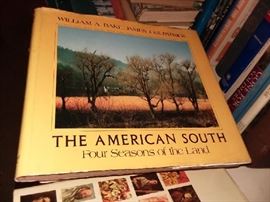 WILLIAM A. BAKE, JAMES J. KILPATRICK
THE AMERICAN SOUTH
Four Seasons of the Land